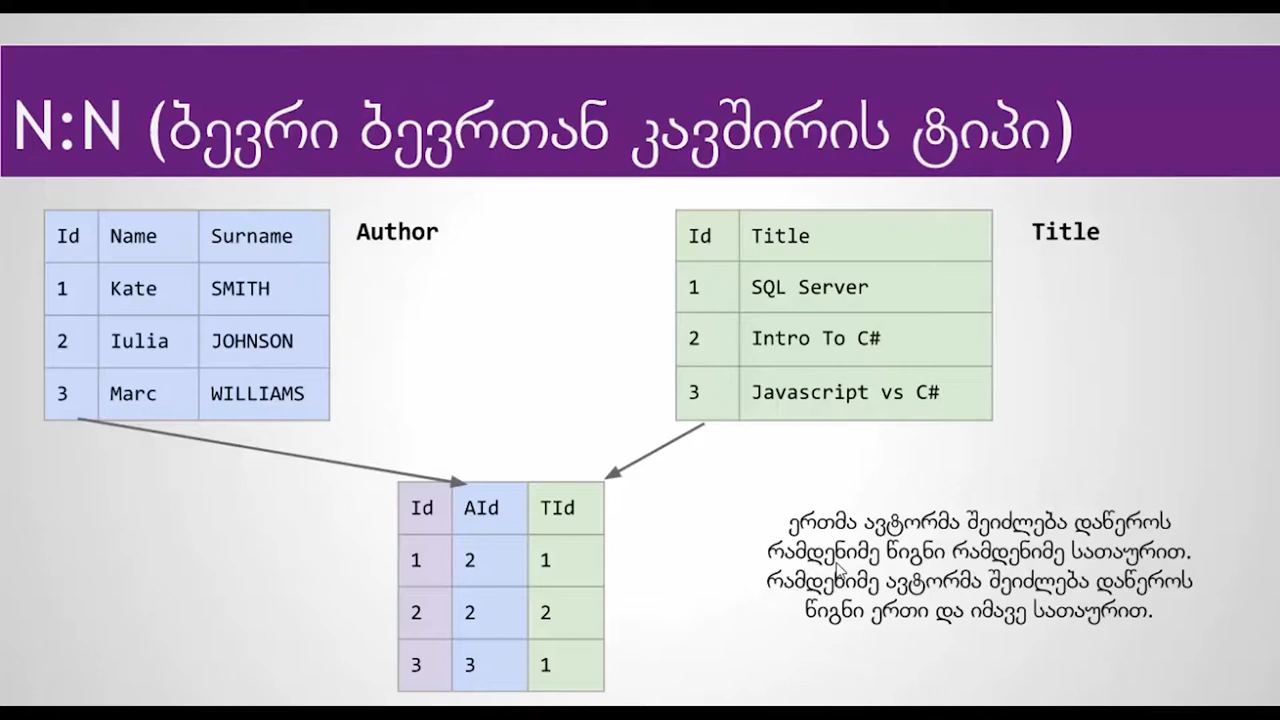 N:N (ბევრი ბევრთან კავშირის ტიპი)
Author
Id Name Surname
1 Kate SMITH
2 Iulia JOHNSON
3 Marc WILLIAMS
Title
Id Title
1 SQL Server
2 Intro To C#
3 Javascript vs C#
Id AId TId
1 2 1
2 2 2
3 3 1
ერთმა ავტორმა შეიძლება დაწეროს
რამდენიმე წიგნი რამდენიმე სათაურით.
რამდენიმე ავტორმა შეიძლება დაწეროს
წიგნი ერთი და იმავე სათაურით.